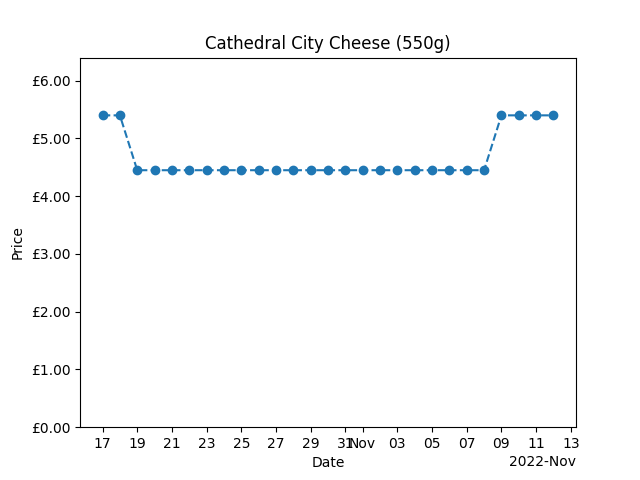 Cathedral City Cheese (550g)
£6.00
£5.00
£4.00
£3.00
£2.00
£1.00
£0.00
Price
17 19 21 23 25 27 29 31 Nov 03 05 07 09 11 13
Date
2022-Nov